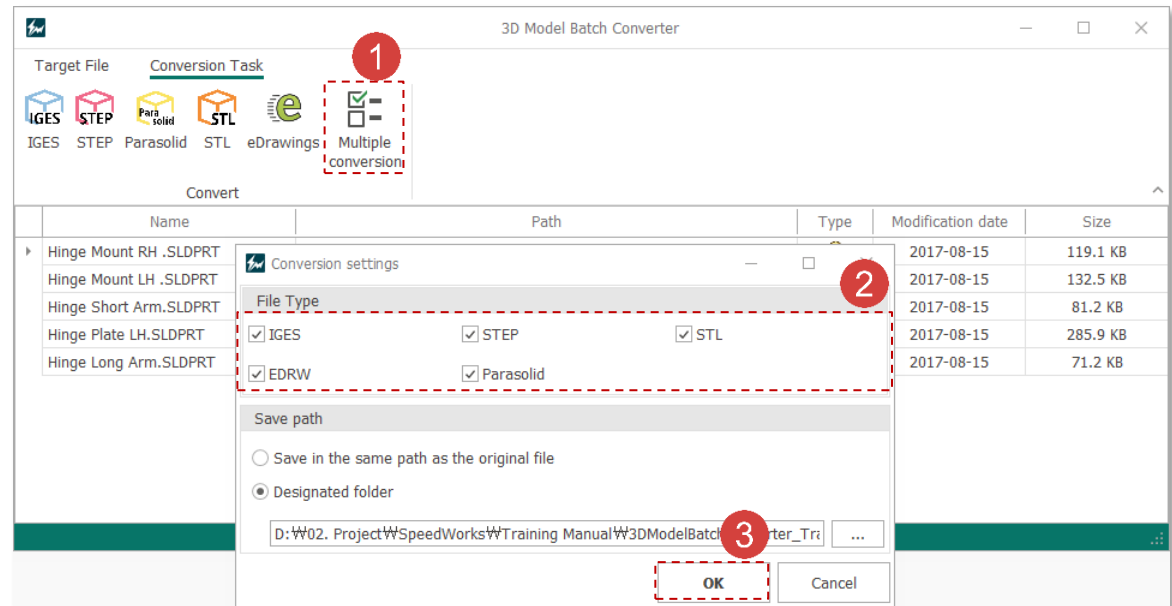 3D Model Batch Converter
1
Target File Conversion Task
IGES STEP Para solid STL e
IGES STEP Parasolid STL eDrawings Multiple conversion
Convert
Name Path Type Modification date Size
Hinge Mount RH .SLDPRT 2017-08-15 119.1 KB
Hinge Mount LH .SLDPRT 2017-08-15 132.5 KB
Hinge Short Arm.SLDPRT 2017-08-15 81.2 KB
Hinge Plate LH.SLDPRT 2017-08-15 285.9 KB
Hinge Long Arm.SLDPRT 2017-08-15 71.2 KB
Conversion settings
2
File Type
IGES STEP STL
EDRW Parasolid
Save path
Save in the same path as the original file
Designated folder
D:₩02. Project₩SpeedWorks₩Training Manual₩3DModelBatch
3
...
OK Cancel